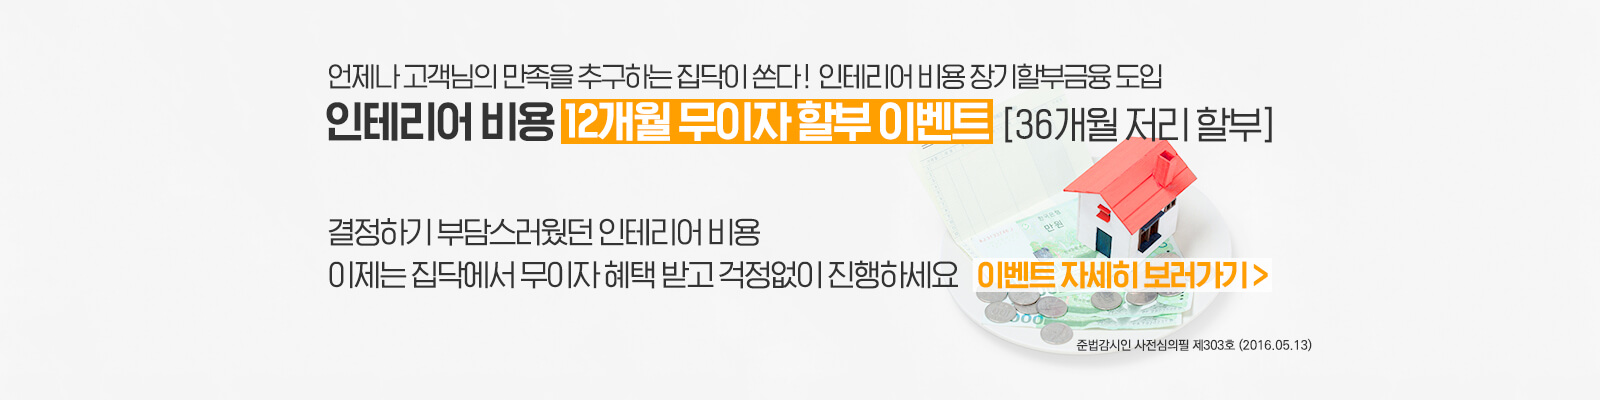 언제나 고객님의 만족을 추구하는 집닥이 쏜다! 인테리어 비용 장기할부금융 도입
인테리어 비용 12개월 무이자 할부 이벤트 [36개월 저리 할부]
결정하기 부담스러웠던 인테리어 비용
이제는 집닥에서 무이자 혜택 받고 걱정없이 진행하세요 이벤트 자세히 보러가기 >
만원
준법감시인 사전심의필 제303호 (2016.05.13)